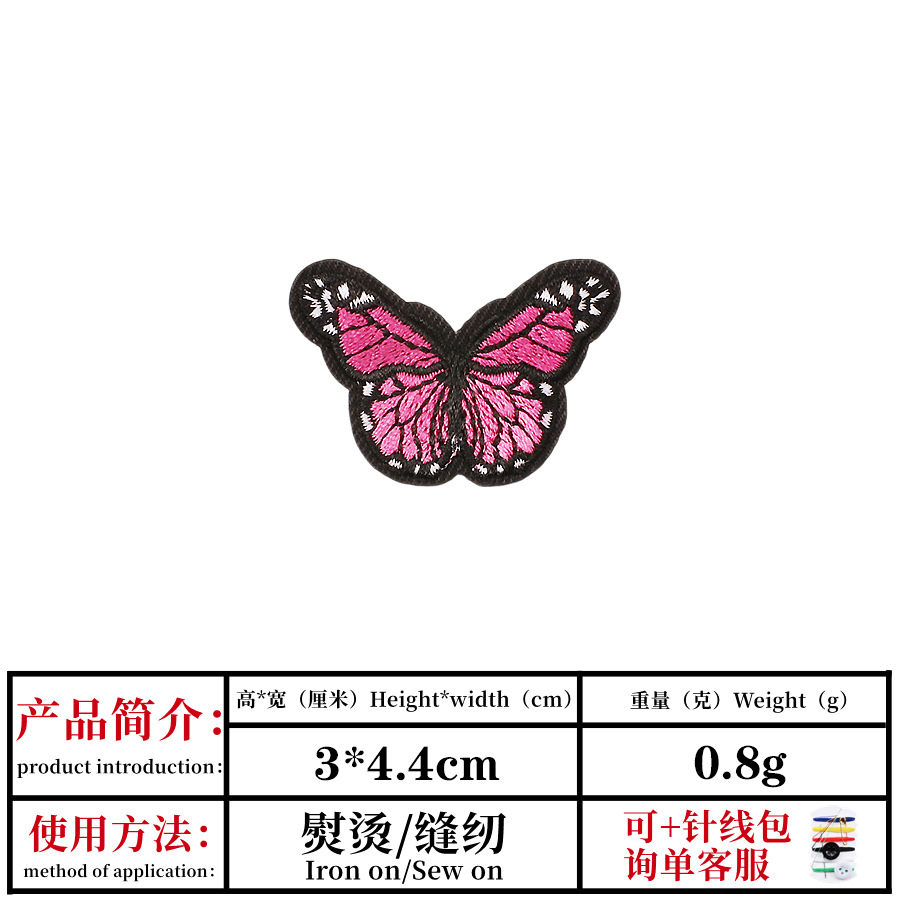 产品简介：
product introduction：
高*宽（厘米）Height*width（cm）
重量（克）Weight（g）
3*4.4cm
0.8g
使用方法：
method of application：
熨烫/缝纫
Iron on/Sew on
可+针线包
询单客服